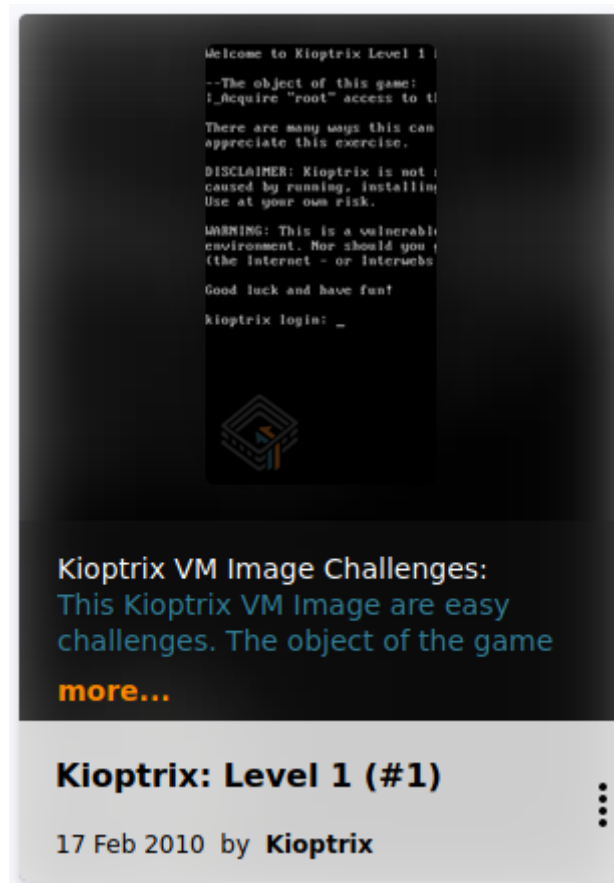 Welcome to Kioptrix Level 1
--The object of this game:
|_Acquire "root" access to t
There are many ways this can
appreciate this exercise.
DISCLAIMER: Kioptrix is not
caused by running, installing
Use at your own risk.
WARNING: This is a vulnerabl
environment. Nor should you
(the Internet - or Interwebs
Good luck and have fun!
kioptrix login: _
Kioptrix VM Image Challenges:
This Kioptrix VM Image are easy
challenges. The object of the game
more...
Kioptrix: Level 1 (#1)
17 Feb 2010 by Kioptrix